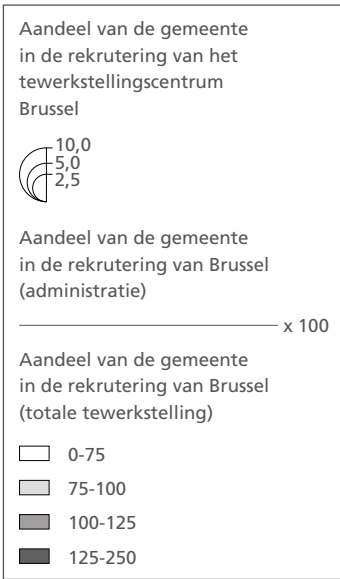 Aandeel van de gemeente
in de rekrutering van het
tewerkstellingscentrum
Brussel
10,0
5,0
2,5
Aandeel van de gemeente
in de rekrutering van Brussel
(administratie)
x 100
Aandeel van de gemeente
in de rekrutering van Brussel
(totale tewerkstelling)
0-75
75-100
100-125
125-250